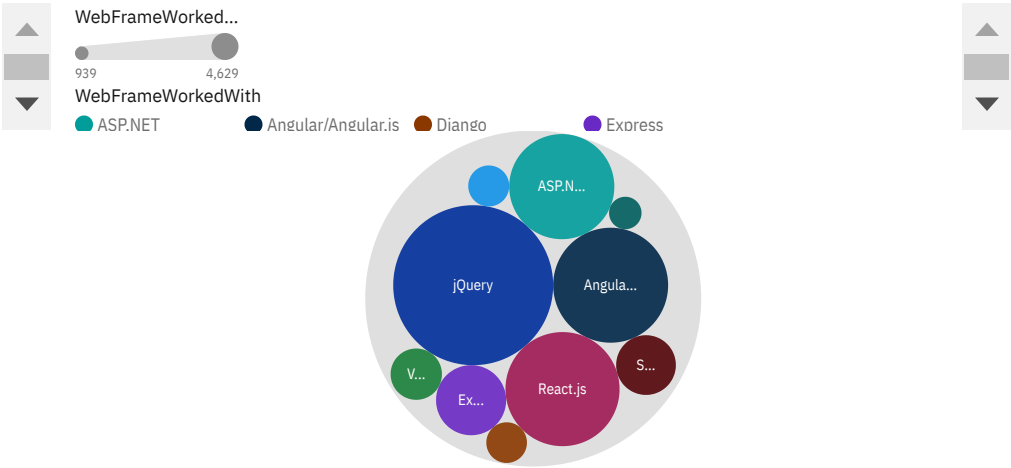 WebFrameWorked...
939 4,629
WebFrameWorkedWith
ASP.NET Angular/Angular.js Django Express
ASP.N...
jQuery Angula...
S...
V... React.js
Ex...